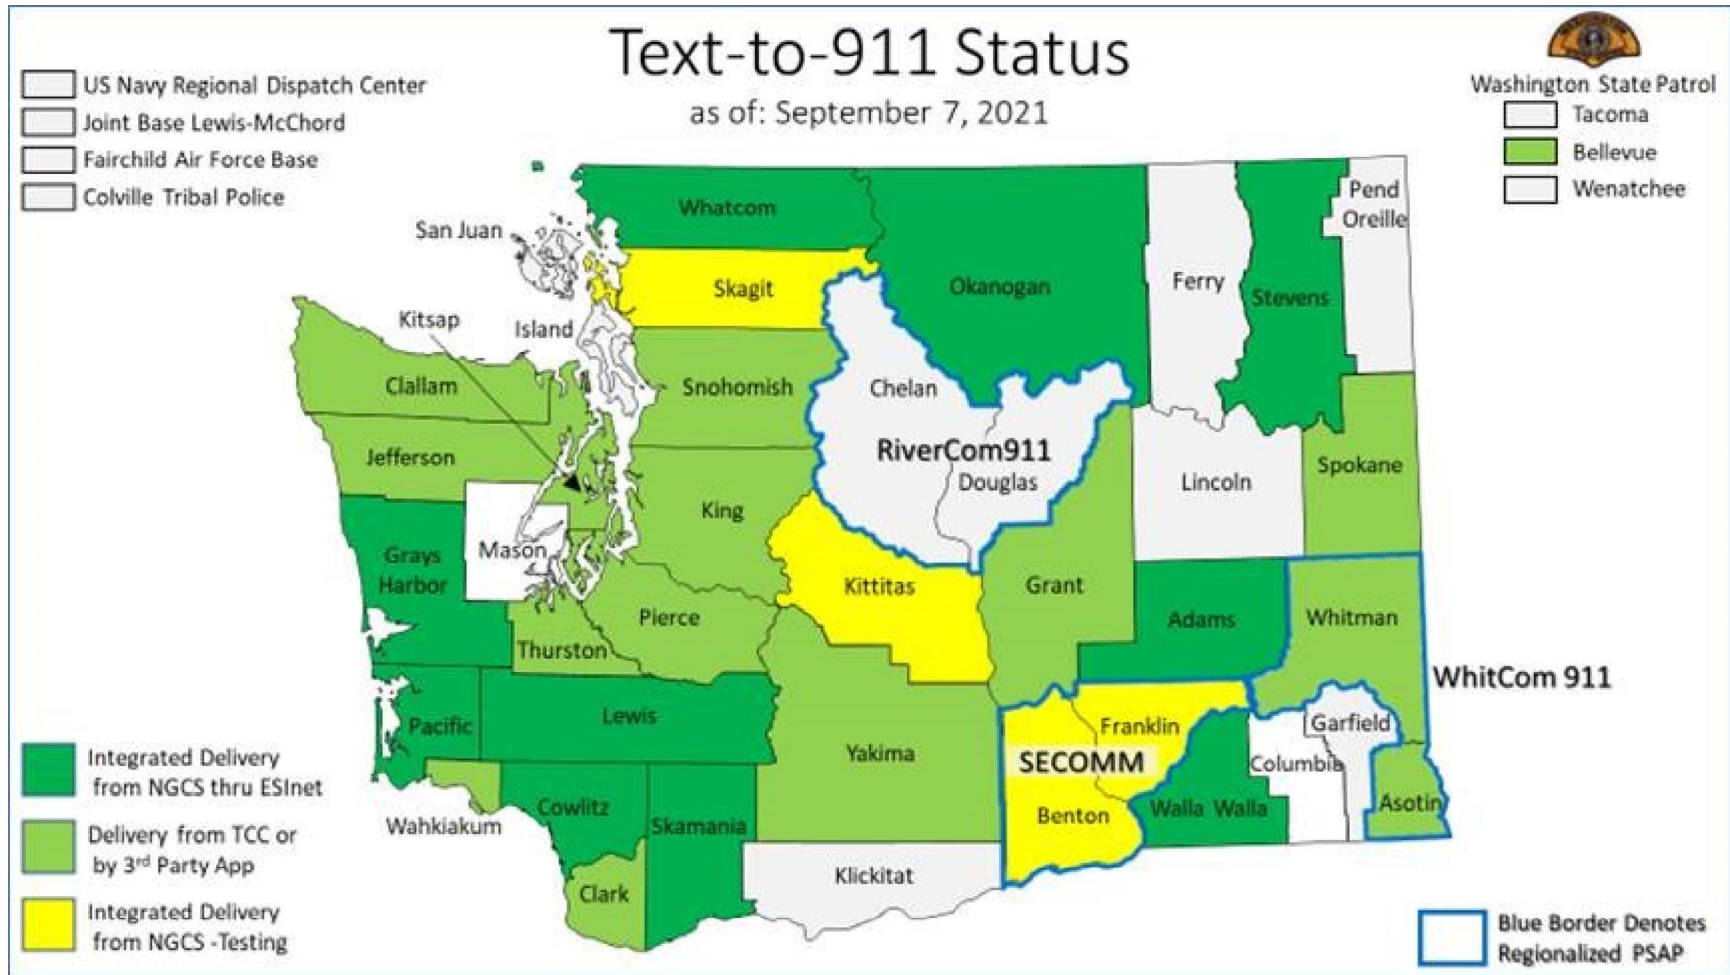 Text-to-911 Status
as of: September 7, 2021
US Navy Regional Dispatch Center
Joint Base Lewis-McChord
Fairchild Air Force Base
Colville Tribal Police
Washington State Patrol
Tacoma
Bellevue
Wenatchee
San Juan
Whatcom
Skagit
Okanogan
Ferry
Stevens
Pend
Oreille
Kitsap
Island
Clallam
Snohomish
Chelan
Jefferson
RiverCom911
Douglas
Lincoln
Spokane
King
Mason
Grays
Harbor
Kittitas
Grant
Adams
Whitman
Pierce
Thurston
WhitCom 911
Pacific
Lewis
Yakima
Franklin
Garfield
SECOMM
Columbia
Wahkiakum
Cowlitz
Skamania
Benton
Walla Walla
Asotin
Clark
Klickitat
Integrated Delivery
from NGCS thru ESInet
Delivery from TCC or
by 3rd Party App
Integrated Delivery
from NGCS -Testing
Blue Border Denotes
Regionalized PSAP